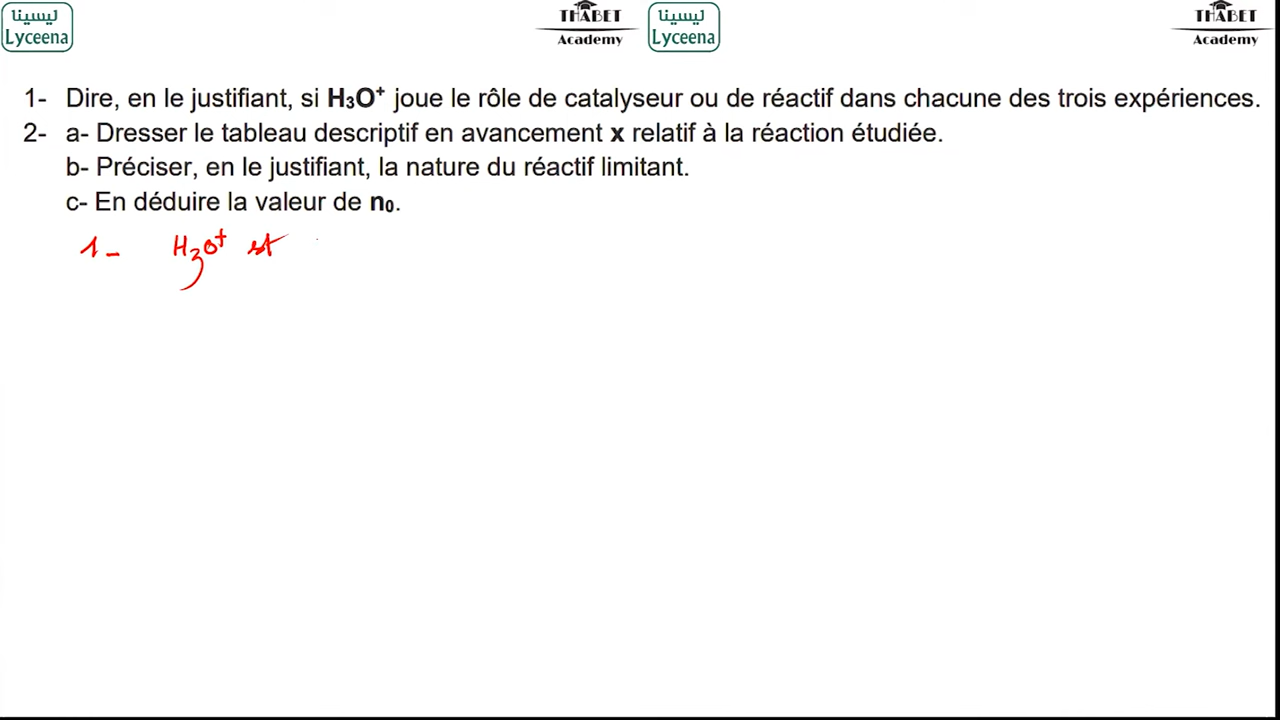 ليسينا
Lyceena
THABET
Academy
ليسينا
Lyceena
THABET
Academy
1- Dire, en le justifiant, si H₃O⁺ joue le rôle de catalyseur ou de réactif dans chacune des trois expériences.
2- a- Dresser le tableau descriptif en avancement x relatif à la réaction étudiée.
b- Préciser, en le justifiant, la nature du réactif limitant.
c- En déduire la valeur de n₀.
1- H₃O⁺ est